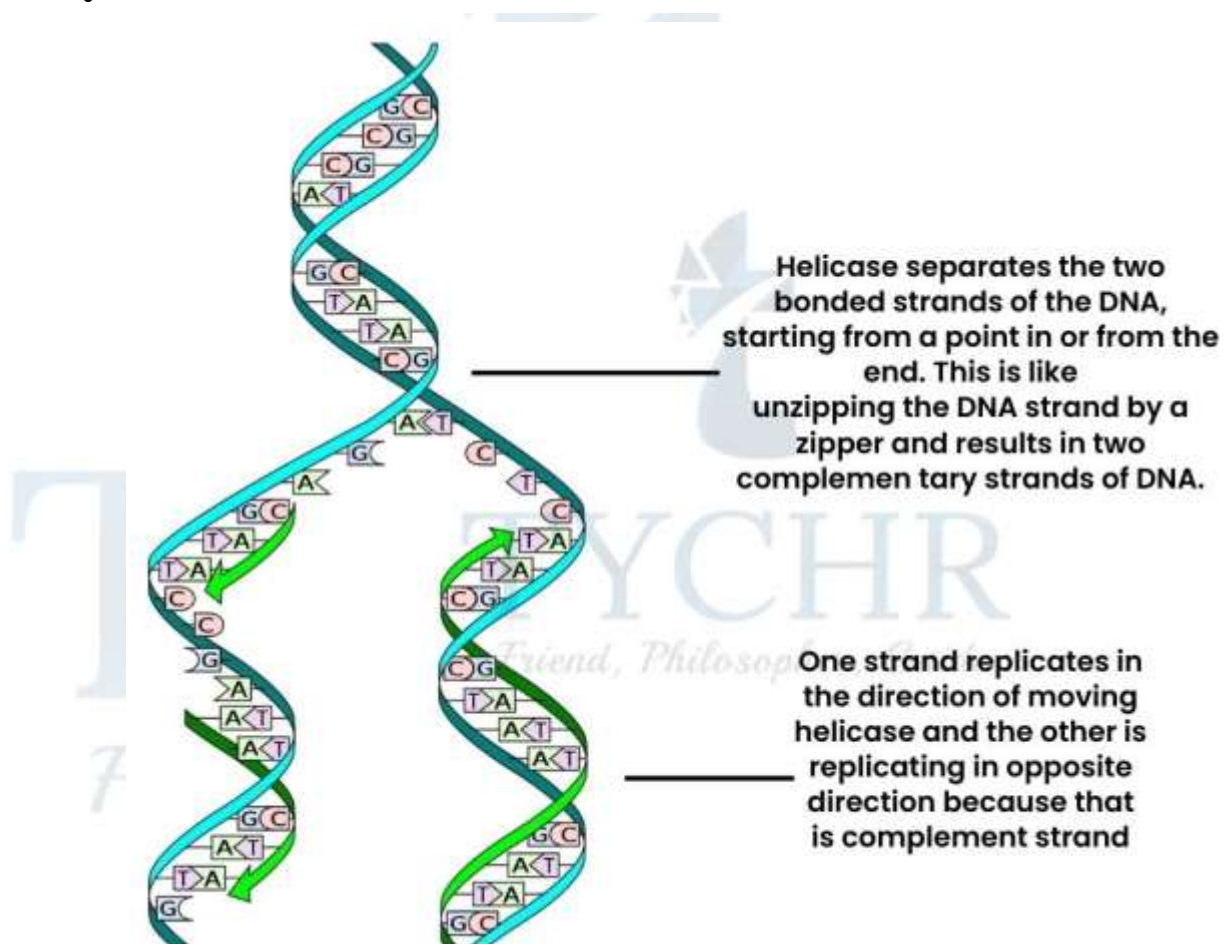 G C
C G
C G
A T
G C
T A
T A
C G
A T
G C
A T
G C C
T A T A
T A T A
C C G
C
G C G
A T A
A T A T
A T A T
G C G C
A T A T
T A T A
G G C
Helicase separates the two
bonded strands of the DNA,
starting from a point in or from the
end. This is like
unzipping the DNA strand by a
zipper and results in two
complemen tary strands of DNA.
TYCHR
Friend, Philosopher,
One strand replicates in
the direction of moving
helicase and the other is
replicating in opposite
direction because that
is complement strand